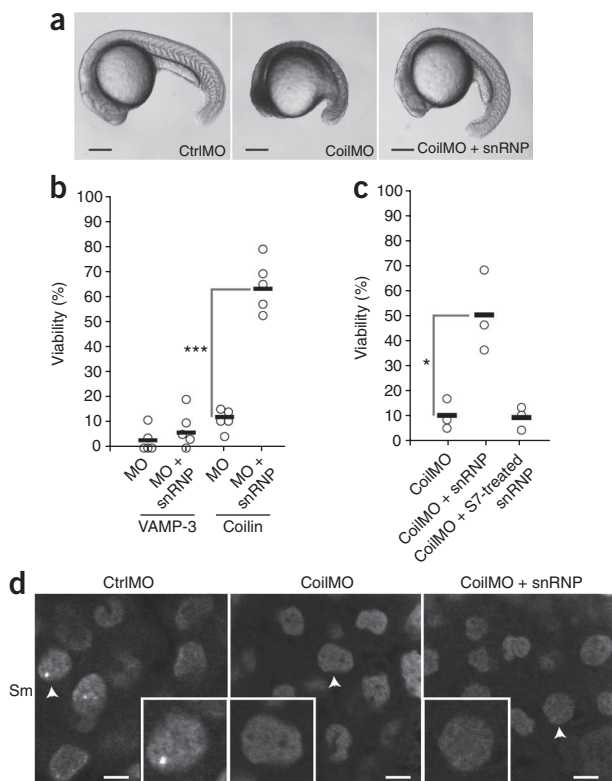 a
CtrlMO
CoilMO
CoilMO + snRNP
b
Viability (%)
100
90
80
70
60
50
40
30
20
10
0
***
MO
MO + snRNP
MO
MO + snRNP
VAMP-3
Coilin
c
Viability (%)
100
90
80
70
60
50
40
30
20
10
0
*
CoilMO
CoilMO + snRNP
CoilMO + S7-treated
snRNP
d
CtrlMO
CoilMO
CoilMO + snRNP
Sm